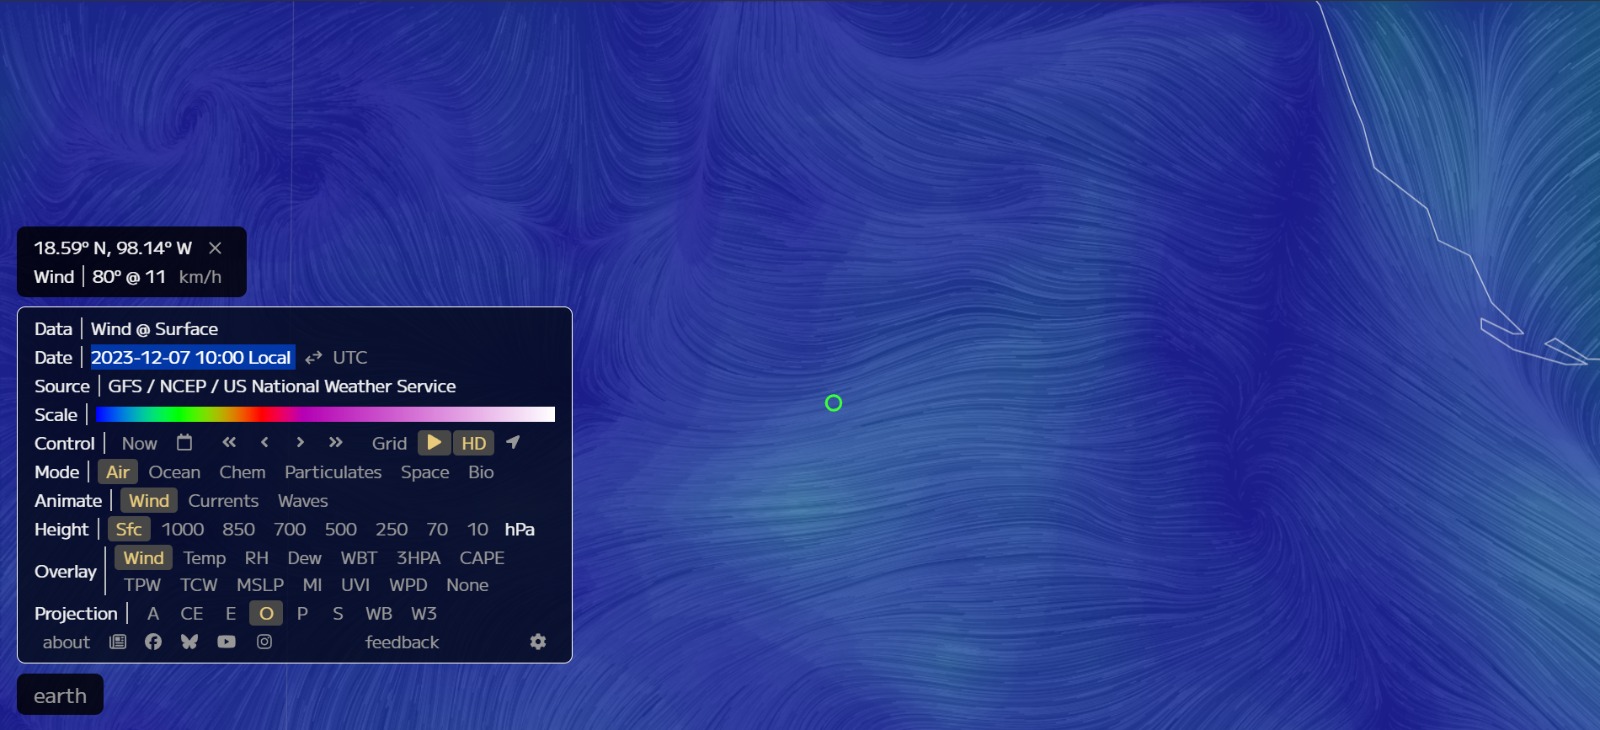 18.59° N, 98.14° W ×
Wind | 80° @ 11 km/h
Data | Wind @ Surface
Date | 2023-12-07 10:00 Local ⇄ UTC
Source | GFS / NCEP / US National Weather Service
Scale |
Control | Now « ‹ › » Grid HD
Mode | Air Ocean Chem Particulates Space Bio
Animate | Wind Currents Waves
Height | Sfc 1000 850 700 500 250 70 10 hPa
Overlay | Wind Temp RH Dew WBT 3HPA CAPE
TPW TCW MSLP MI UVI WPD None
Projection | A CE E O P S WB W3
about feedback
earth